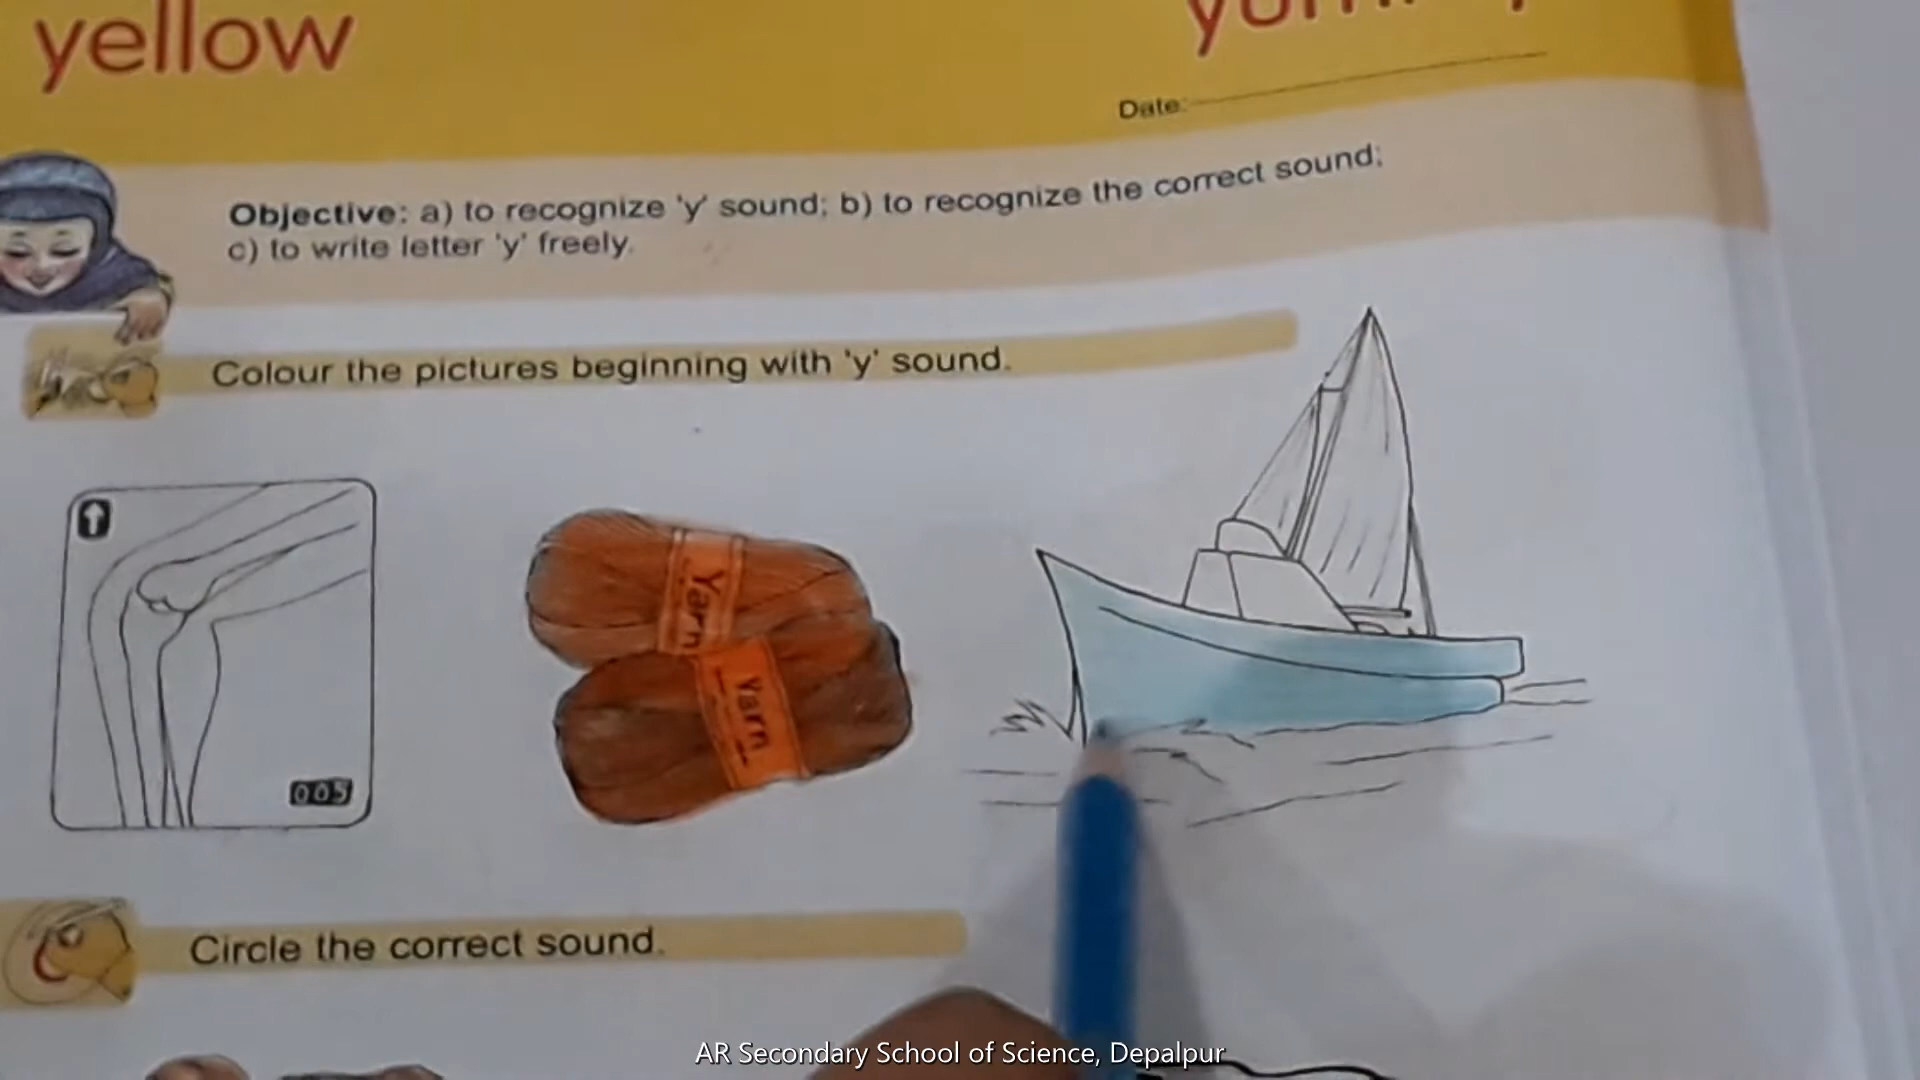 yellow
Date:
Objective: a) to recognize 'y' sound; b) to recognize the correct sound;
c) to write letter 'y' freely.
Colour the pictures beginning with 'y' sound.
Yarn
Yarn
005
Circle the correct sound.
AR Secondary School of Science, Depalpur